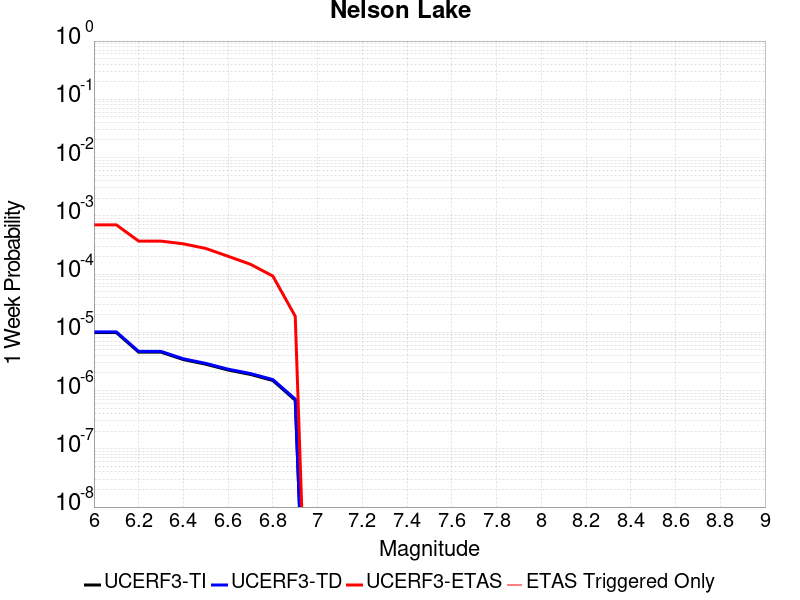 Nelson Lake
10^0
10^-1
10^-2
10^-3
10^-4
10^-5
10^-6
10^-7
10^-8
1 Week Probability
6 6.2 6.4 6.6 6.8 7 7.2 7.4 7.6 7.8 8 8.2 8.4 8.6 8.8 9
Magnitude
UCERF3-TI UCERF3-TD UCERF3-ETAS ETAS Triggered Only